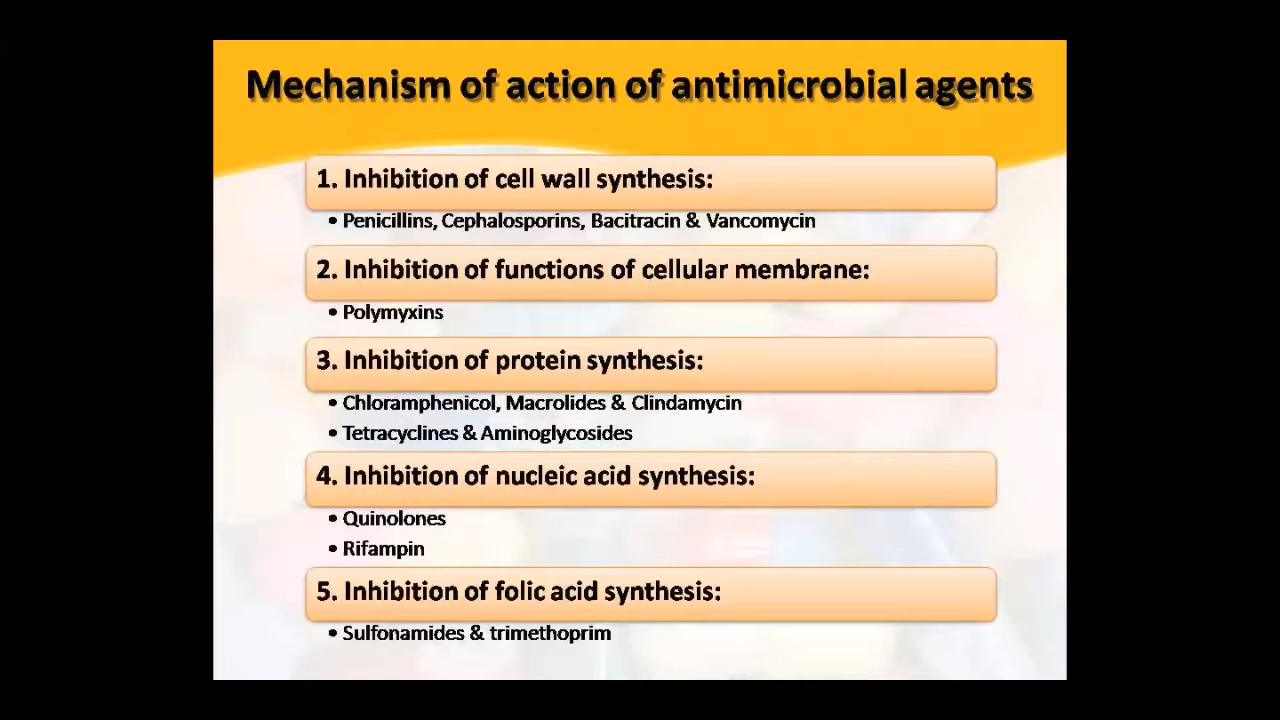 Mechanism of action of antimicrobial agents
1. Inhibition of cell wall synthesis:
• Penicillins, Cephalosporins, Bacitracin & Vancomycin
2. Inhibition of functions of cellular membrane:
• Polymyxins
3. Inhibition of protein synthesis:
• Chloramphenicol, Macrolides & Clindamycin
• Tetracyclines & Aminoglycosides
4. Inhibition of nucleic acid synthesis:
• Quinolones
• Rifampin
5. Inhibition of folic acid synthesis:
• Sulfonamides & trimethoprim